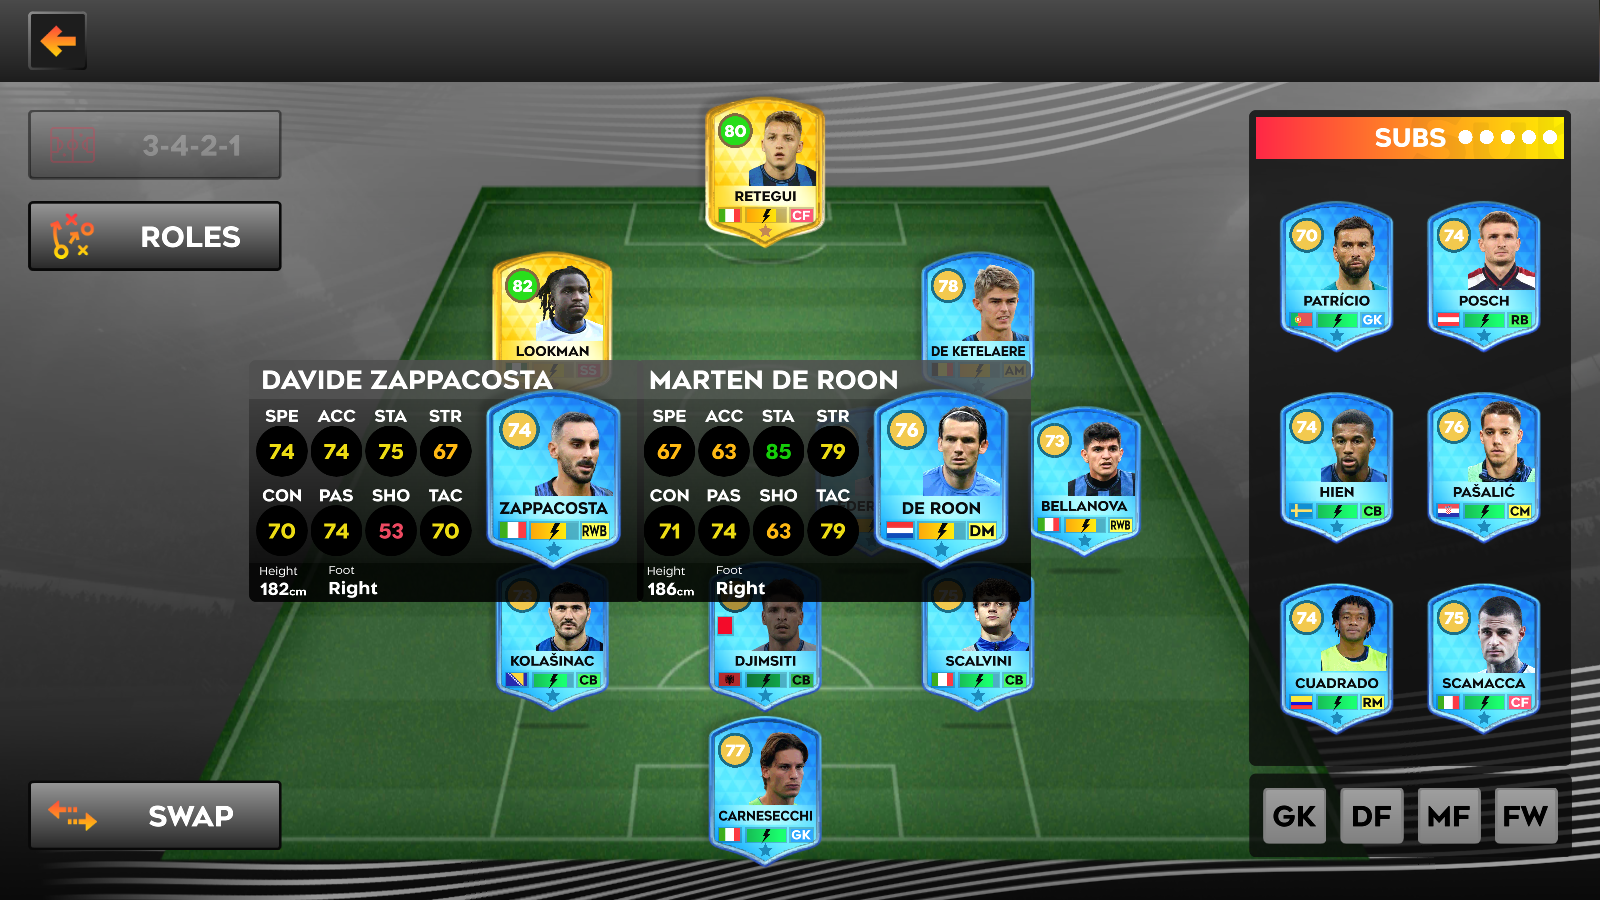 3-4-2-1
ROLES
SWAP
80
RETEGUI
CF
82
LOOKMAN
SS
78
DE KETELAERE
AM
DAVIDE ZAPPACOSTA
SPE ACC STA STR
74 74 75 67
CON PAS SHO TAC
70 74 53 70
Height Foot
182cm Right
74
ZAPPACOSTA
RWB
MARTEN DE ROON
SPE ACC STA STR
67 63 85 79
CON PAS SHO TAC
71 74 63 79
Height Foot
186cm Right
76
DE ROON
DM
73
BELLANOVA
RWB
73
KOLAŠINAC
CB
DJIMSITI
CB
75
SCALVINI
CB
77
CARNESECCHI
GK
SUBS
70
PATRÍCIO
GK
74
POSCH
RB
74
HIEN
CB
76
PAŠALIĆ
CM
74
CUADRADO
RM
75
SCAMACCA
CF
GK DF MF FW